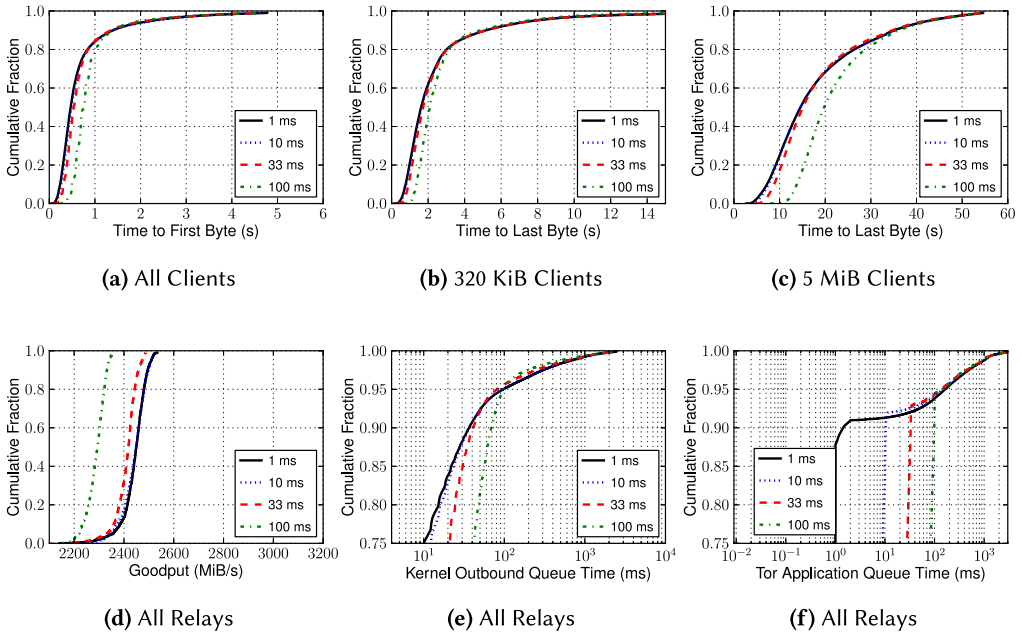 Cumulative Fraction
1.0
0.8
0.6
0.4
0.2
0.0
0 1 2 3 4 5 6
Time to First Byte (s)
1 ms
10 ms
33 ms
100 ms
(a) All Clients
Cumulative Fraction
1.0
0.8
0.6
0.4
0.2
0.0
0 2 4 6 8 10 12 14
Time to Last Byte (s)
1 ms
10 ms
33 ms
100 ms
(b) 320 KiB Clients
Cumulative Fraction
1.0
0.8
0.6
0.4
0.2
0.0
0 10 20 30 40 50 60
Time to Last Byte (s)
1 ms
10 ms
33 ms
100 ms
(c) 5 MiB Clients
Cumulative Fraction
1.0
0.8
0.6
0.4
0.2
0.0
2200 2400 2600 2800 3000 3200
Goodput (MiB/s)
1 ms
10 ms
33 ms
100 ms
(d) All Relays
Cumulative Fraction
1.00
0.95
0.90
0.85
0.80
0.75
10¹ 10² 10³ 10⁴
Kernel Outbound Queue Time (ms)
1 ms
10 ms
33 ms
100 ms
(e) All Relays
Cumulative Fraction
1.00
0.95
0.90
0.85
0.80
0.75
10⁻² 10⁻¹ 10⁰ 10¹ 10² 10³
Tor Application Queue Time (ms)
1 ms
10 ms
33 ms
100 ms
(f) All Relays